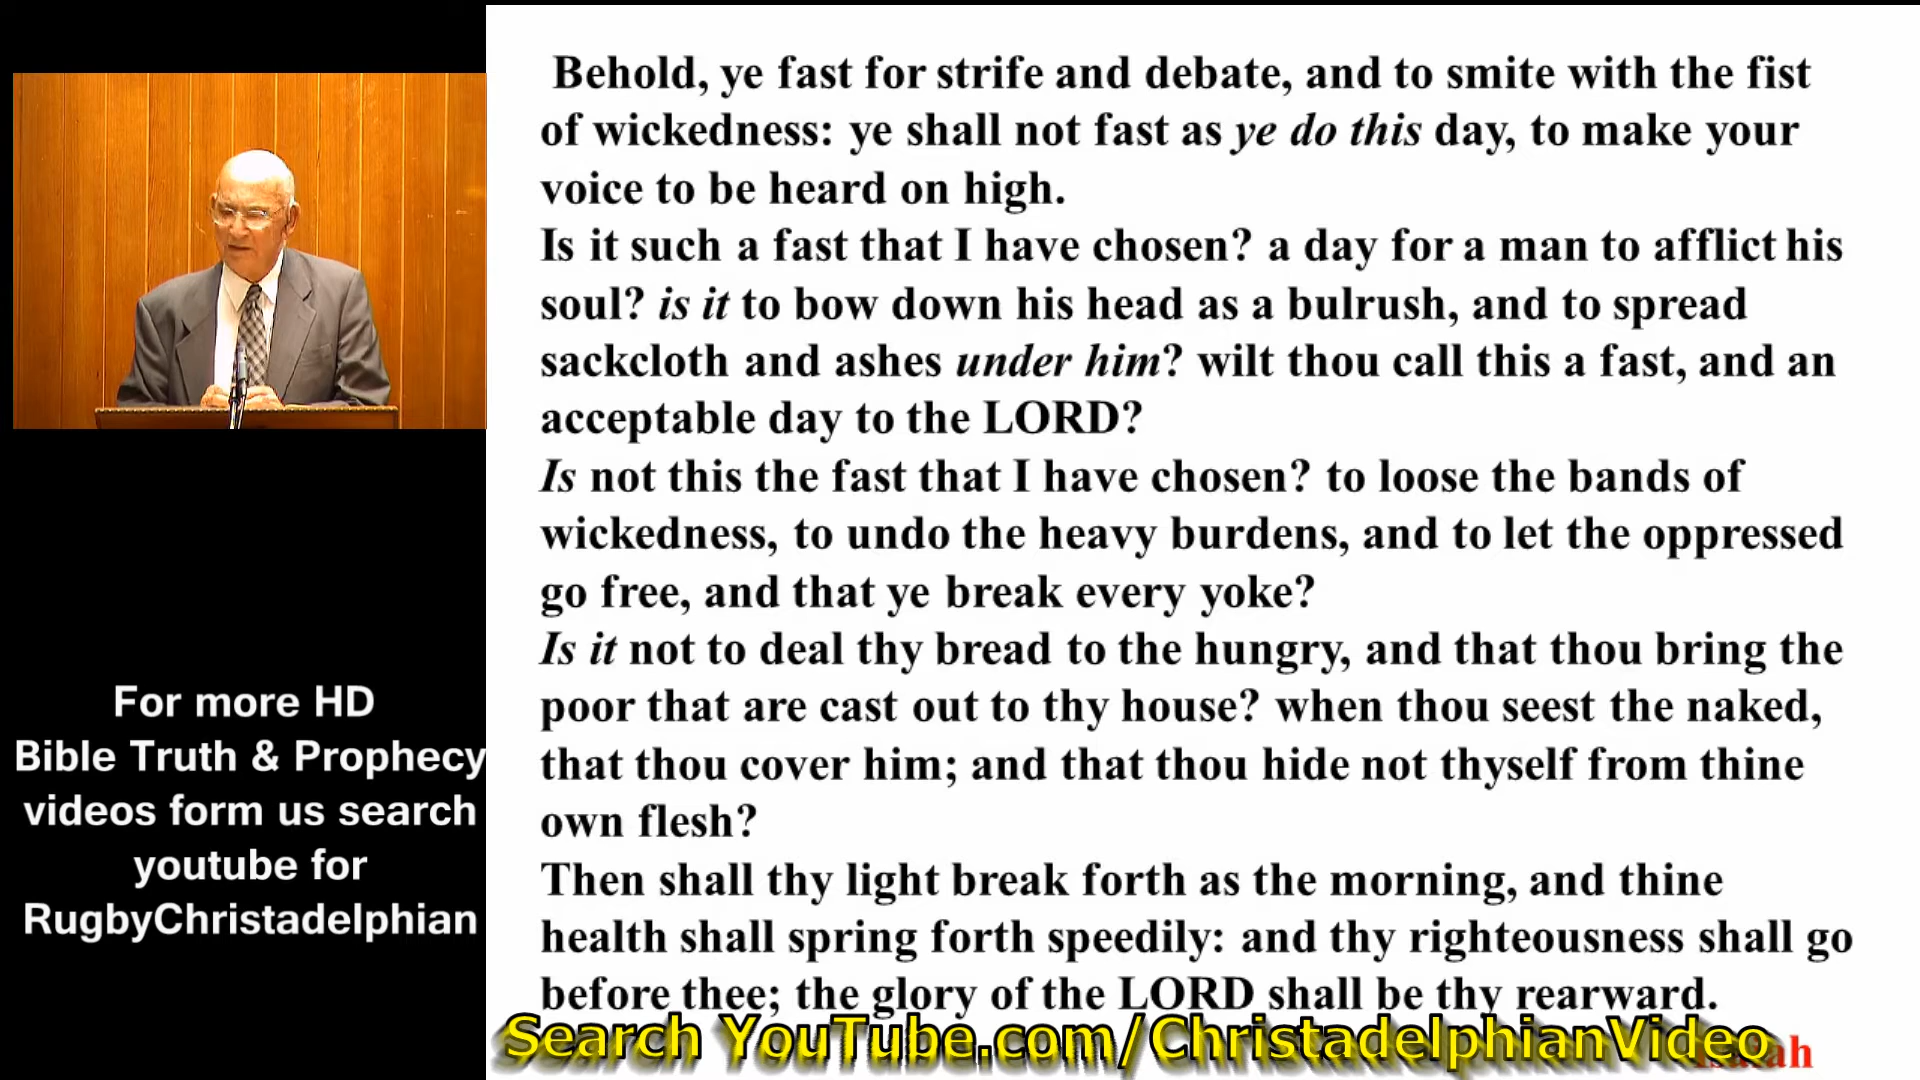 Behold, ye fast for strife and debate, and to smite with the fist
of wickedness: ye shall not fast as ye do this day, to make your
voice to be heard on high.
Is it such a fast that I have chosen? a day for a man to afflict his
soul? is it to bow down his head as a bulrush, and to spread
sackcloth and ashes under him? wilt thou call this a fast, and an
acceptable day to the LORD?
Is not this the fast that I have chosen? to loose the bands of
wickedness, to undo the heavy burdens, and to let the oppressed
go free, and that ye break every yoke?
Is it not to deal thy bread to the hungry, and that thou bring the
poor that are cast out to thy house? when thou seest the naked,
that thou cover him; and that thou hide not thyself from thine
own flesh?
Then shall thy light break forth as the morning, and thine
health shall spring forth speedily: and thy righteousness shall go
before thee; the glory of the LORD shall be thy rearward.
For more HD
Bible Truth & Prophecy
videos form us search
youtube for
RugbyChristadelphian
Search YouTube.com/ChristadelphianVideo